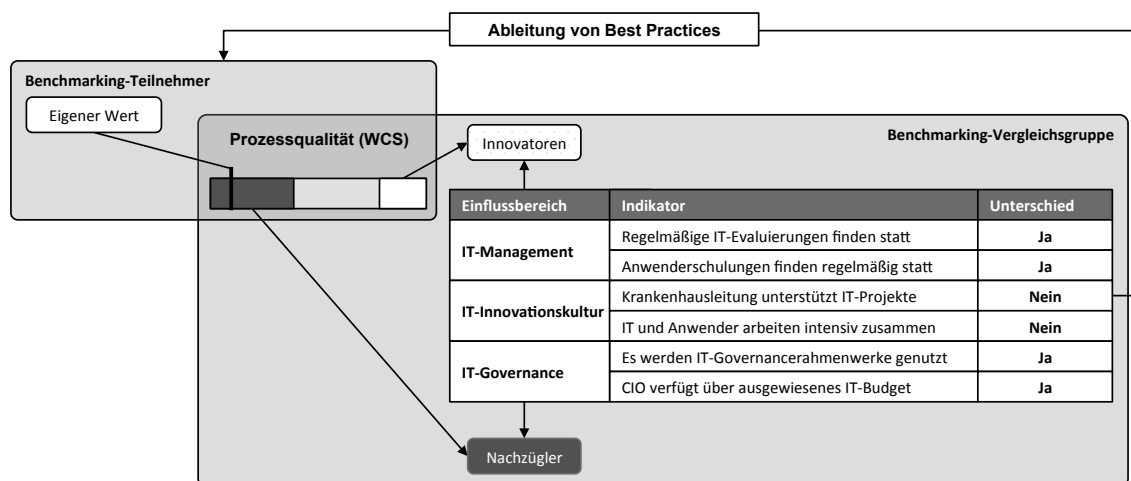 Ableitung von Best Practices
Benchmarking-Teilnehmer
Eigener Wert
Prozessqualität (WCS)
Innovatoren
Benchmarking-Vergleichsgruppe
Einflussbereich Indikator Unterschied
IT-Management
Regelmäßige IT-Evaluierungen finden statt Ja
Anwenderschulungen finden regelmäßig statt Ja
IT-Innovationskultur
Krankenhausleitung unterstützt IT-Projekte Nein
IT und Anwender arbeiten intensiv zusammen Nein
IT-Governance
Es werden IT-Governancerahmenwerke genutzt Ja
CIO verfügt über ausgewiesenes IT-Budget Ja
Nachzügler